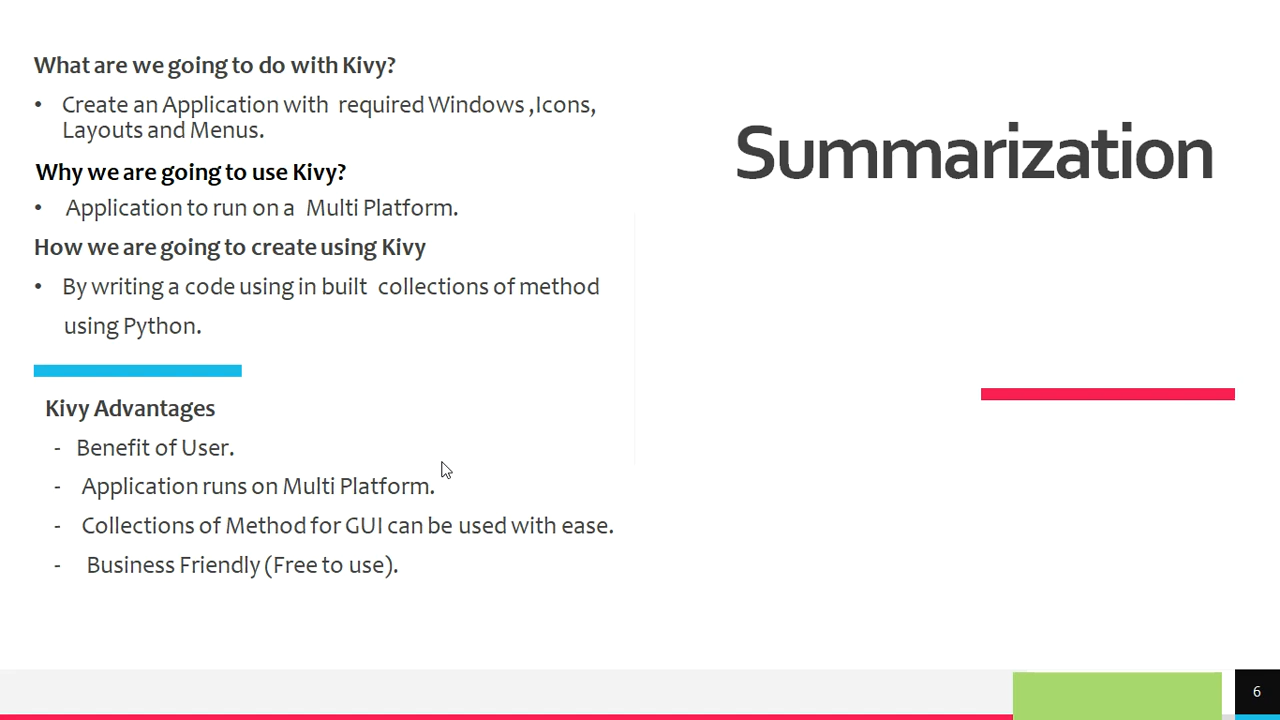 What are we going to do with Kivy?
• Create an Application with required Windows ,Icons,
Layouts and Menus.
Why we are going to use Kivy?
• Application to run on a Multi Platform.
How we are going to create using Kivy
• By writing a code using in built collections of method
using Python.
Kivy Advantages
- Benefit of User.
- Application runs on Multi Platform.
- Collections of Method for GUI can be used with ease.
- Business Friendly (Free to use).
Summarization
6